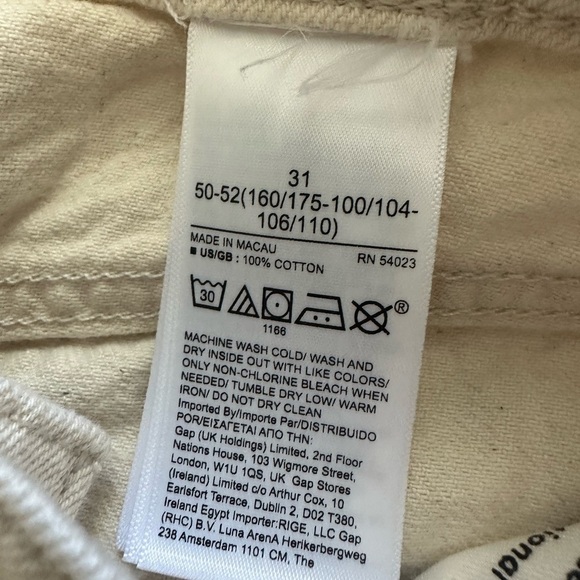 31
50-52(160/175-100/104-
106/110)
MADE IN MACAU RN 54023
■ US/GB : 100% COTTON
30
®
1166
MACHINE WASH COLD/ WASH AND
DRY INSIDE OUT WITH LIKE COLORS/
ONLY NON-CHLORINE BLEACH WHEN
NEEDED/ TUMBLE DRY LOW/ WARM
IRON/ DO NOT DRY CLEAN
Imported By/Importe Par/DISTRIBUIDO
POR/ΕΙΣΑΓΕΤΑΙ ΑΠΟ ΤΗΝ:
Gap (UK Holdings) Limited, 2nd Floor
Nations House, 103 Wigmore Street,
London, W1U 1QS UK Gap Stores
(Ireland) Limited c/o Arthur Cox, 10
Earlsfort Terrace, Dublin 2, D02 T380,
Ireland Egypt Importer:RIGE, LLC Gap
(RHC) B.V. Luna ArenA Herikerbergweg
238 Amsterdam 1101 CM, The